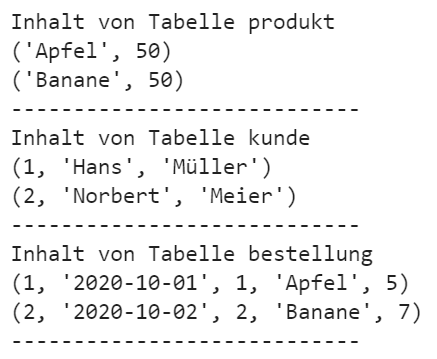 Inhalt von Tabelle produkt
('Apfel', 50)
('Banane', 50)
----------------------------
Inhalt von Tabelle kunde
(1, 'Hans', 'Müller')
(2, 'Norbert', 'Meier')
----------------------------
Inhalt von Tabelle bestellung
(1, '2020-10-01', 1, 'Apfel', 5)
(2, '2020-10-02', 2, 'Banane', 7)
----------------------------